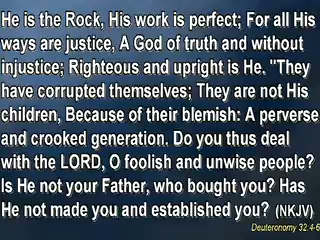 He is the Rock, His work is perfect; For all His
ways are justice, A God of truth and without
injustice; Righteous and upright is He. "They
have corrupted themselves; They are not His
children, Because of their blemish: A perverse
and crooked generation. Do you thus deal
with the LORD, O foolish and unwise people?
Is He not your Father, who bought you? Has
He not made you and established you? (NKJV)
Deuteronomy 32.4-6